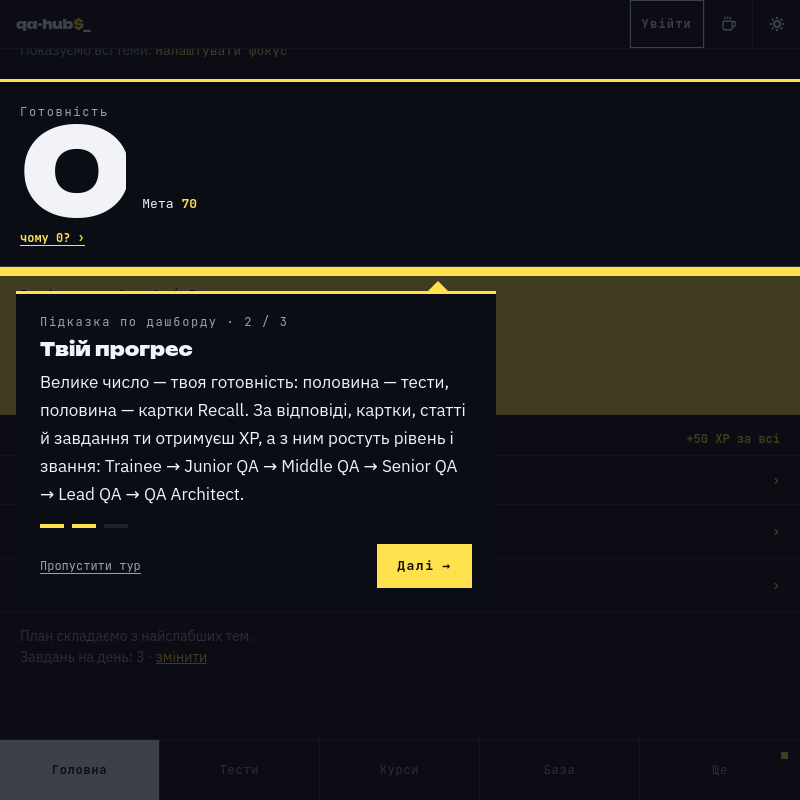 qa-hub$_
Увійти
Показуємо всі теми. налаштувати фокус
Готовність
0
Мета 70
чому 0? ›
Підказка по дашборду · 2 / 3
Твій прогрес
Велике число — твоя готовність: половина — тести,
половина — картки Recall. За відповіді, картки, статті
й завдання ти отримуєш XP, а з ним ростуть рівень і
звання: Trainee → Junior QA → Middle QA → Senior QA
→ Lead QA → QA Architect.
Пропустити тур
Далі →
+50 XP за всі
›
›
›
План складаємо з найслабших тем.
Завдань на день: 3 · змінити
Головна
Тести
Курси
База
Ще